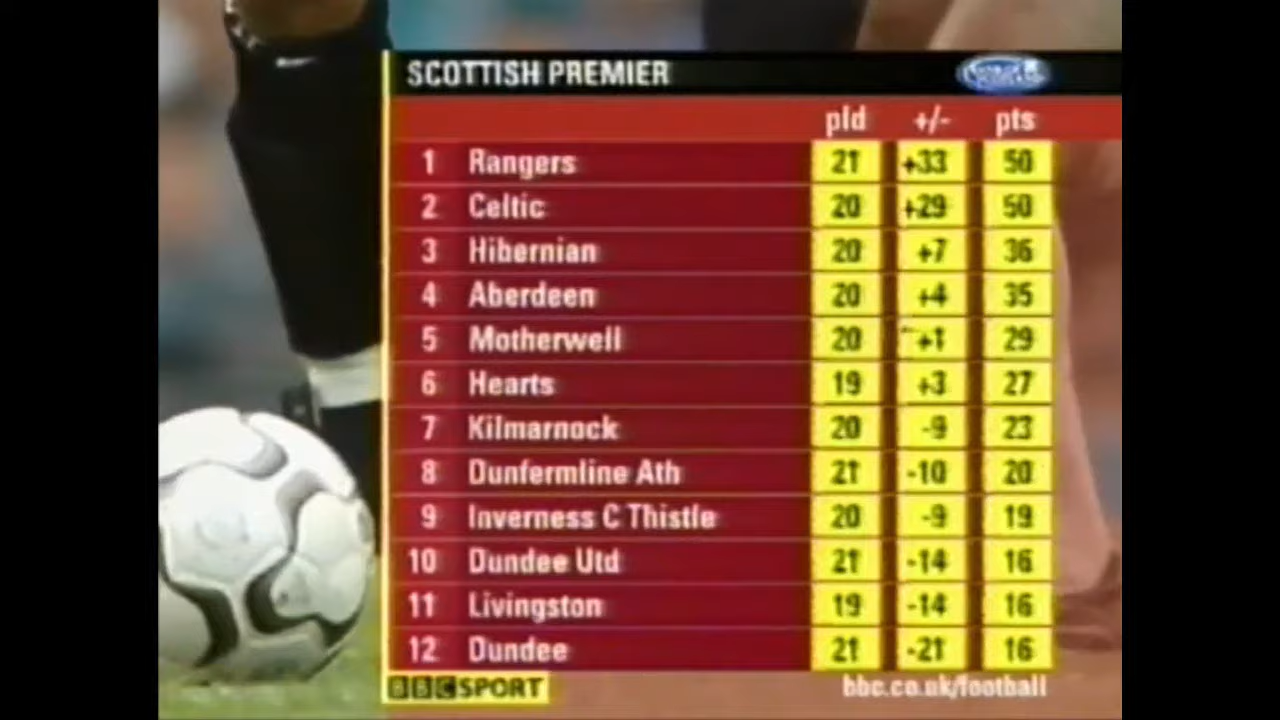 SCOTTISH PREMIER
pld +/- pts
1 Rangers 21 +33 50
2 Celtic 20 +29 50
3 Hibernian 20 +7 36
4 Aberdeen 20 +4 35
5 Motherwell 20 +1 29
6 Hearts 19 +3 27
7 Kilmarnock 20 -9 23
8 Dunfermline Ath 21 -10 20
9 Inverness C Thistle 20 -9 19
10 Dundee Utd 21 -14 16
11 Livingston 19 -14 16
12 Dundee 21 -21 16
BBC SPORT bbc.co.uk/football